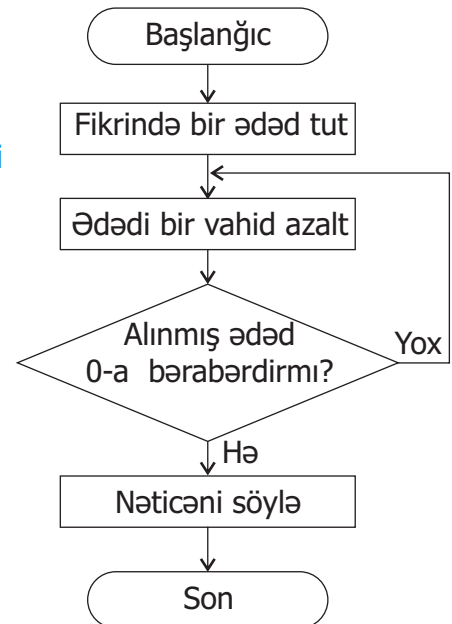 Başlanğıc
Fikrində bir ədəd tut
Ədədi bir vahid azalt
Alınmış ədəd
0-a bərabərdirmı?
Yox
Hə
Nəticəni söylə
Son